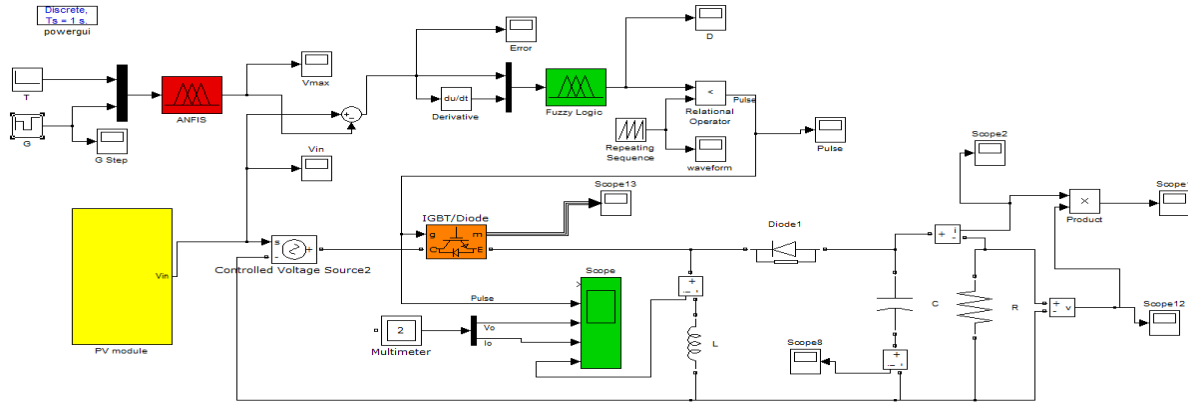 Discrete,
Ts = 1 s.
powergui
D
Error
Vmax
T
ANFIS
du/dt
Derivative
Fuzzy Logic
<
Pulse
Relational
Operator
G
G Step
Repeating
Sequence
waveform
Pulse
Vin
Scope2
Scope13
Scope
Product
IGBT/Diode
Diode1
g
m
C
E
i
+
-
Vin
s
-
+
Controlled Voltage Source2
Scope
Pulse
2
Multimeter
Vo
Io
PV module
+
-
i
L
C
R
+
-
v
Scope12
Scope8
+
-
i